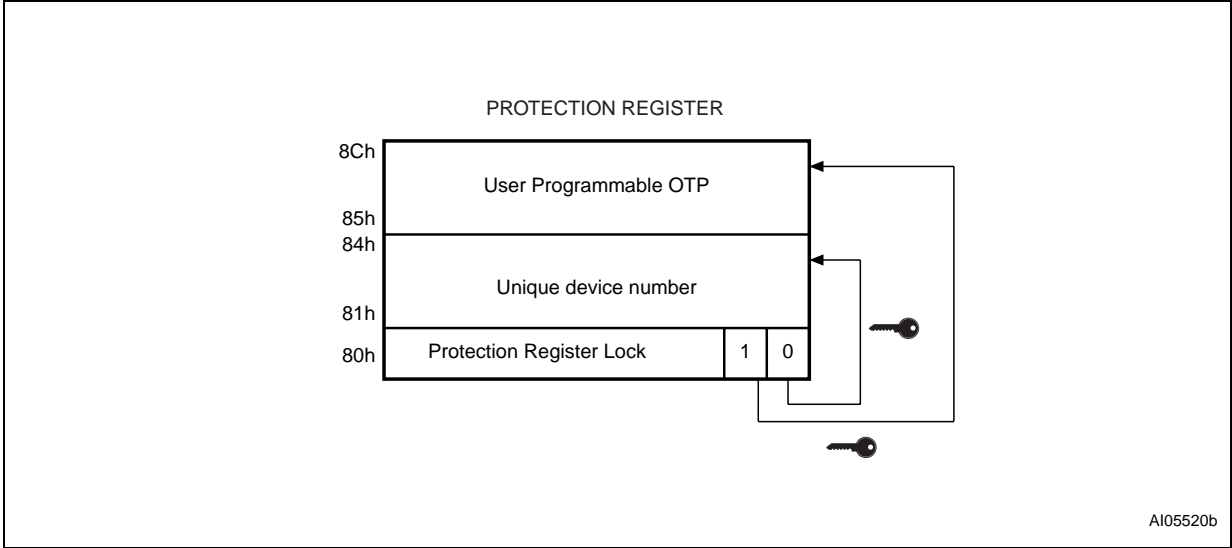 PROTECTION REGISTER
8Ch
User Programmable OTP
85h
84h
Unique device number
81h
80h
Protection Register Lock
1
0
AI05520b